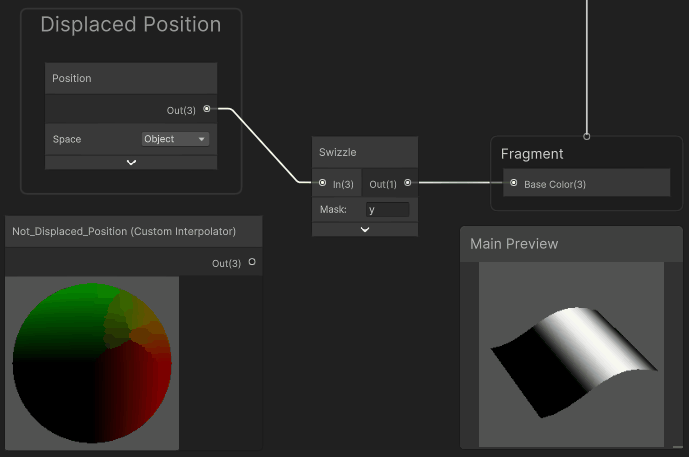 Displaced Position
Position
Out(3)
Space Object
Swizzle
In(3) Out(1)
Mask: y
Fragment
Base Color(3)
Not_Displaced_Position (Custom Interpolator)
Out(3)
Main Preview